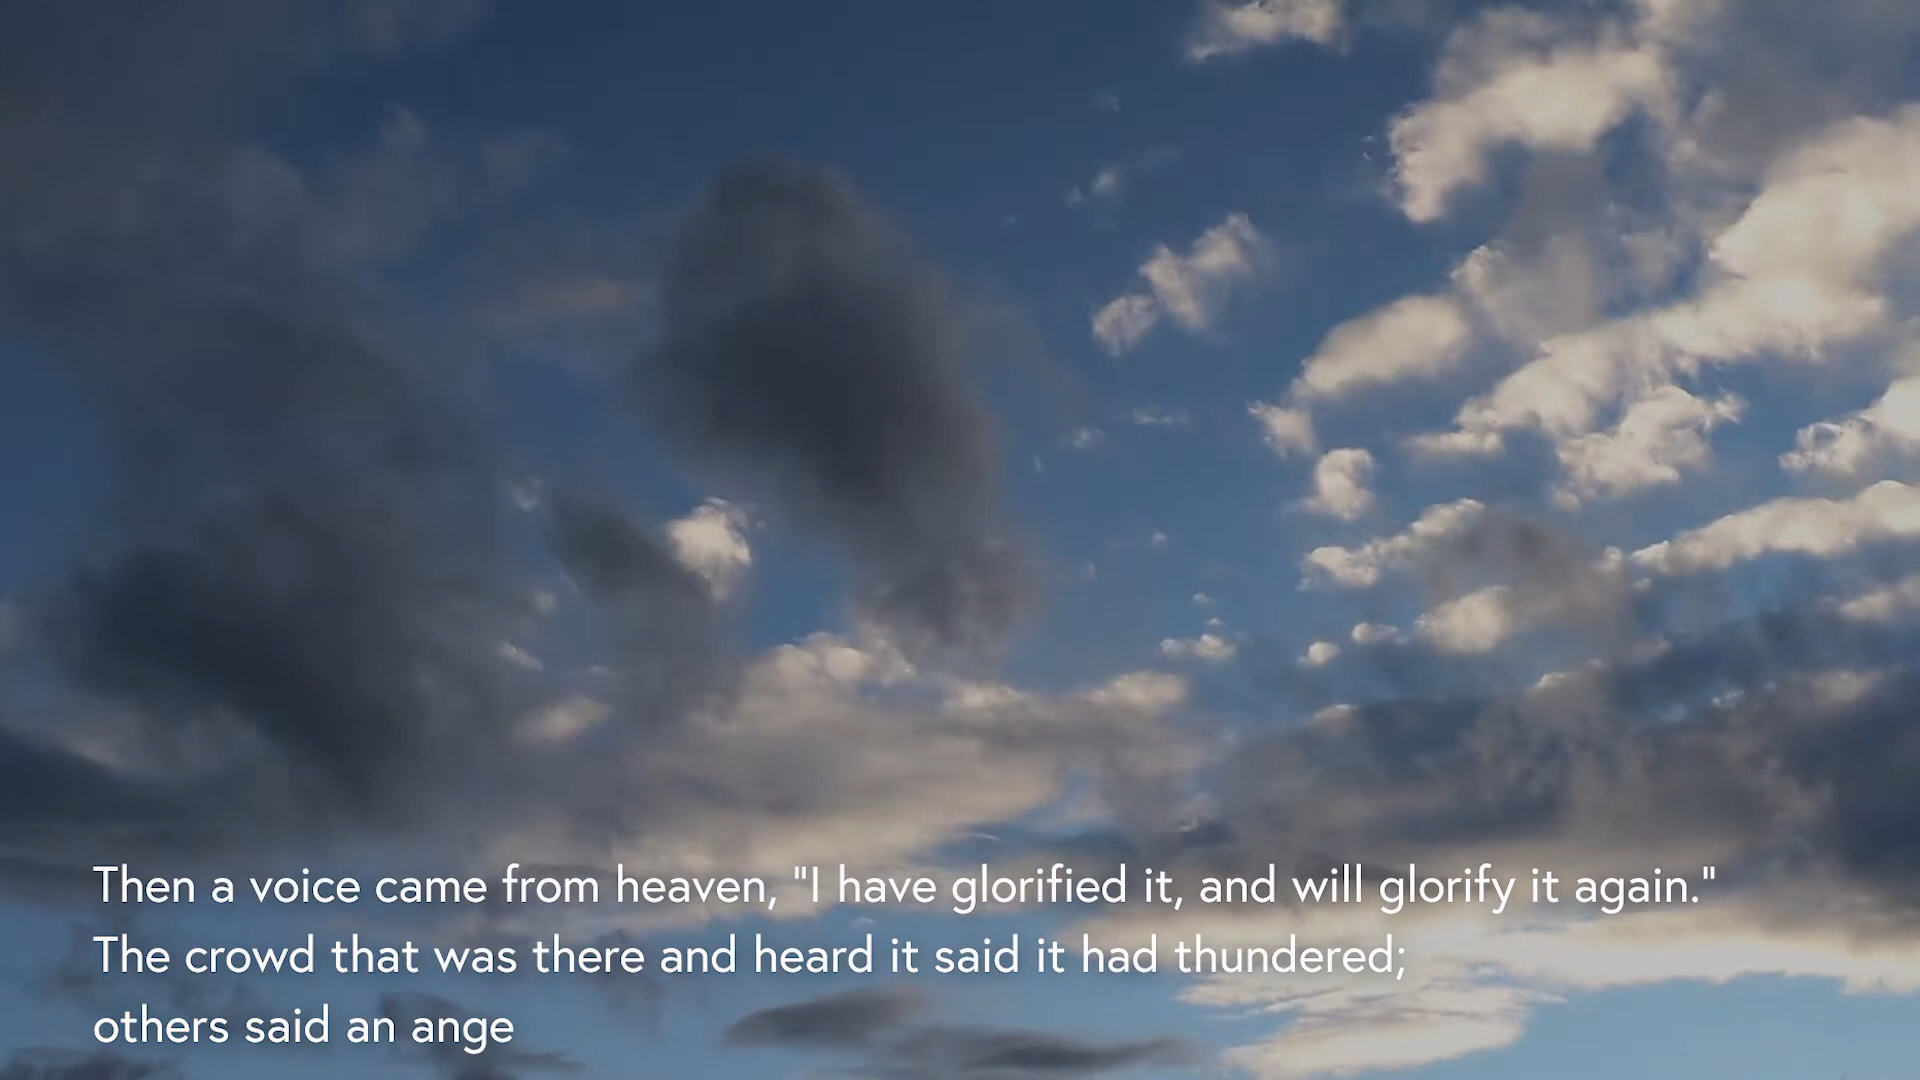 Then a voice came from heaven, "I have glorified it, and will glorify it again."
The crowd that was there and heard it said it had thundered;
others said an ange